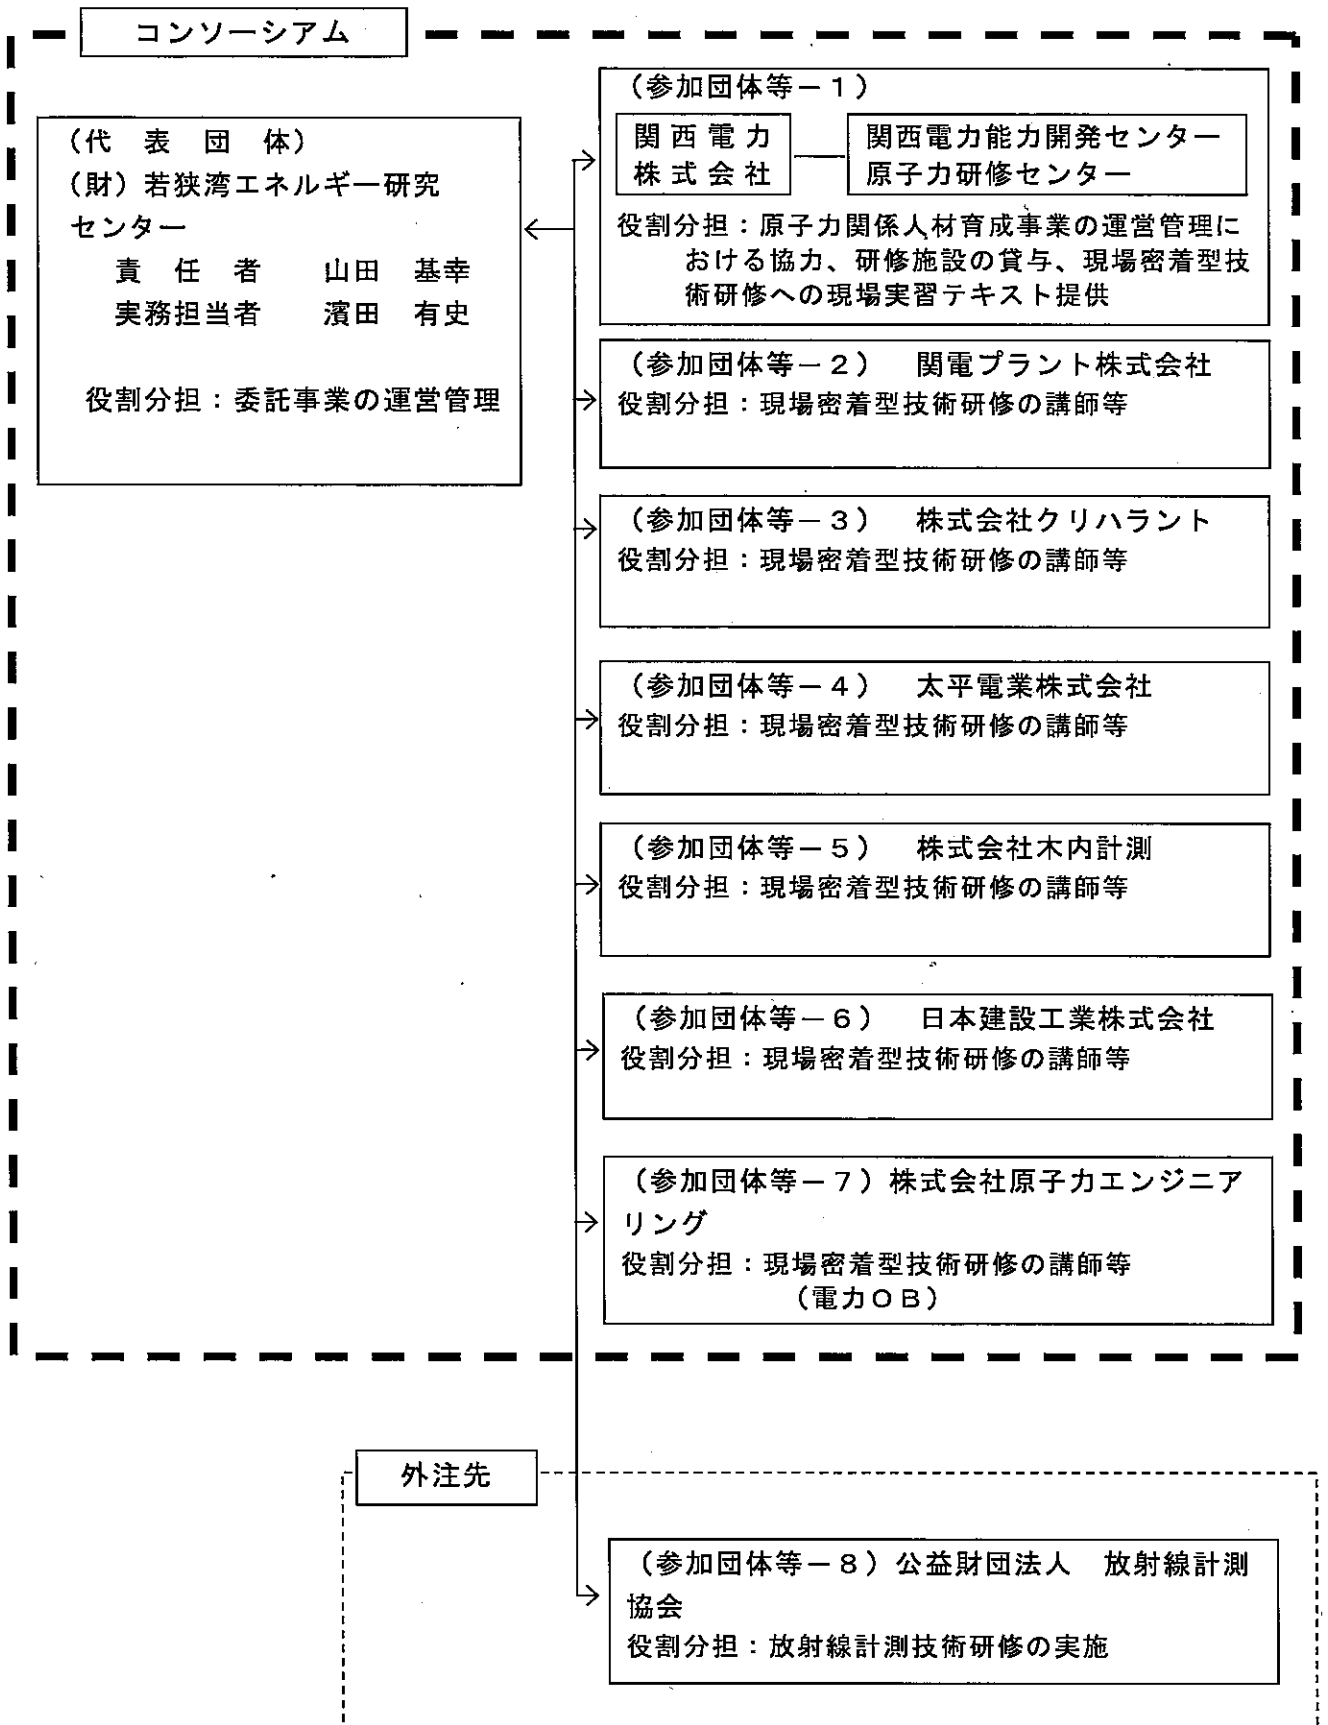 コンソーシアム
(代　表　団　体)
(財)若狭湾エネルギー研究
センター
責　任　者　　山田　基幸
実務担当者　　濱田　有史
役割分担：委託事業の運営管理
(参加団体等－１)
関西電力
株式会社
関西電力能力開発センター
原子力研修センター
役割分担：原子力関係人材育成事業の運営管理に
おける協力、研修施設の貸与、現場密着型技
術研修への現場実習テキスト提供
(参加団体等－２)　関電プラント株式会社
役割分担：現場密着型技術研修の講師等
(参加団体等－３)　株式会社クリハラント
役割分担：現場密着型技術研修の講師等
(参加団体等－４)　太平電業株式会社
役割分担：現場密着型技術研修の講師等
(参加団体等－５)　株式会社木内計測
役割分担：現場密着型技術研修の講師等
(参加団体等－６)　日本建設工業株式会社
役割分担：現場密着型技術研修の講師等
(参加団体等－７)株式会社原子力エンジニア
リング
役割分担：現場密着型技術研修の講師等
(電力ＯＢ)
外注先
(参加団体等－８)公益財団法人　放射線計測
協会
役割分担：放射線計測技術研修の実施